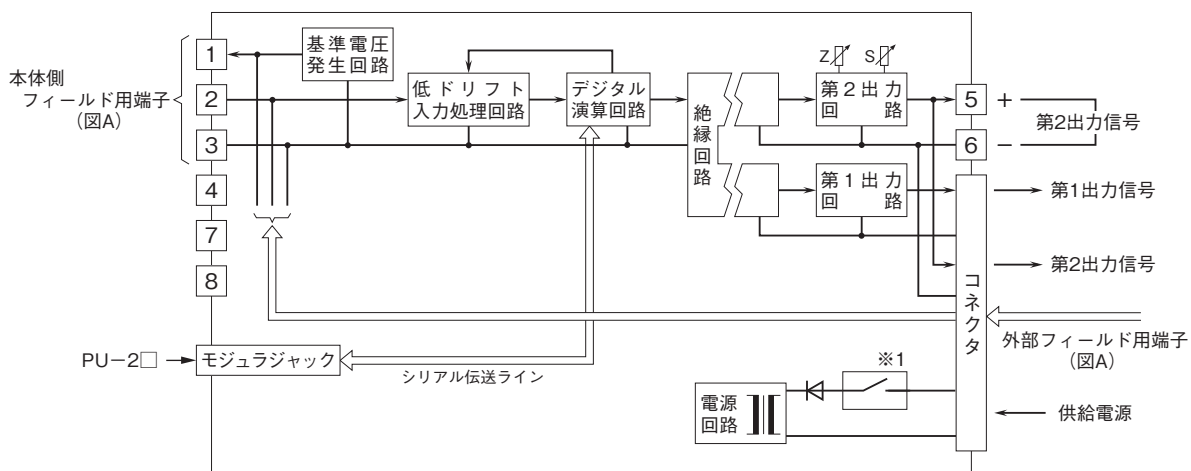 本体側
フィールド用端子
（図A）
1
2
3
4
7
8
基準電圧
発生回路
低ドリフト
入力処理回路
デジタル
演算回路
絶縁回路
Z
S
第2出力
回路
第1出力
回路
5
6
＋
－
第2出力信号
第1出力信号
第2出力信号
コネクタ
外部フィールド用端子
（図A）
供給電源
PU－2□
モジュラジャック
シリアル伝送ライン
電源
回路
※1